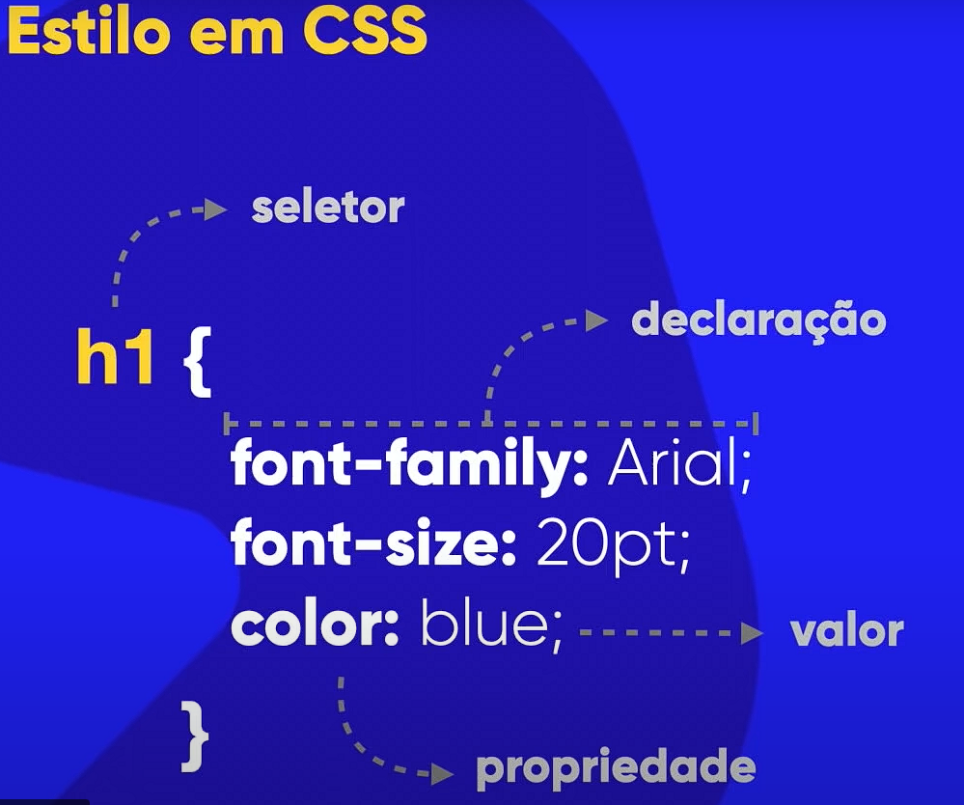 Estilo em CSS
seletor
declaração
h1 {
font-family: Arial;
font-size: 20pt;
color: blue;
valor
}
propriedade